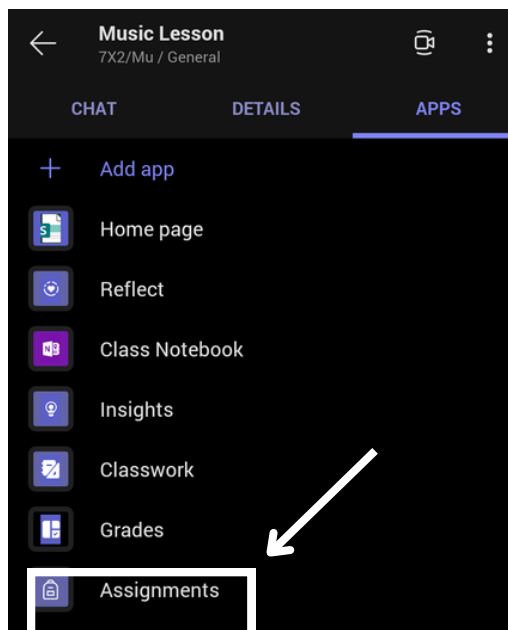 Music Lesson
7X2/Mu / General
CHAT DETAILS APPS
Add app
Home page
Reflect
Class Notebook
Insights
Classwork
Grades
Assignments